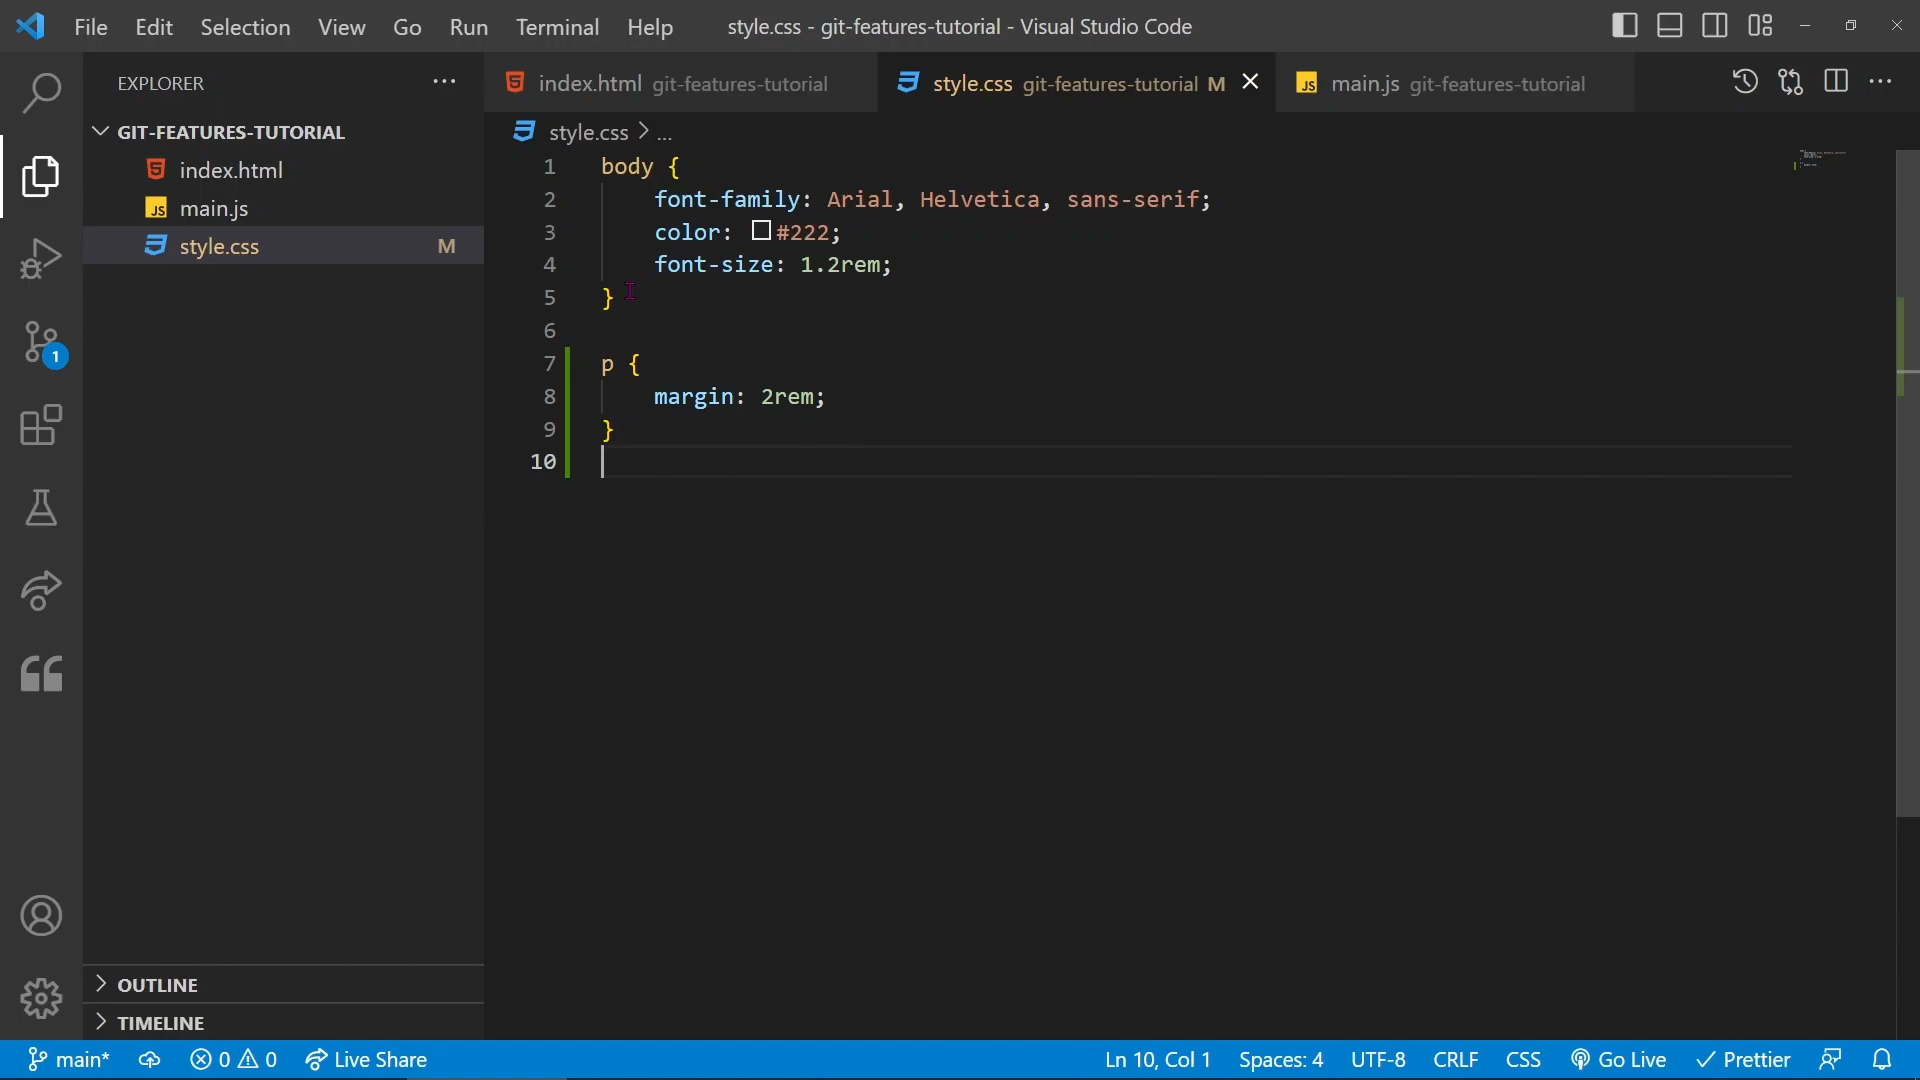 File Edit Selection View Go Run Terminal Help style.css - git-features-tutorial - Visual Studio Code
EXPLORER ...
GIT-FEATURES-TUTORIAL
index.html
JS main.js
style.css M
OUTLINE
TIMELINE
1
index.html git-features-tutorial style.css git-features-tutorial M JS main.js git-features-tutorial
style.css > ...
1 body {
2 font-family: Arial, Helvetica, sans-serif;
3 color: #222;
4 font-size: 1.2rem;
5 }
6
7 p {
8 margin: 2rem;
9 }
10
main* 0 0 Live Share Ln 10, Col 1 Spaces: 4 UTF-8 CRLF CSS Go Live Prettier